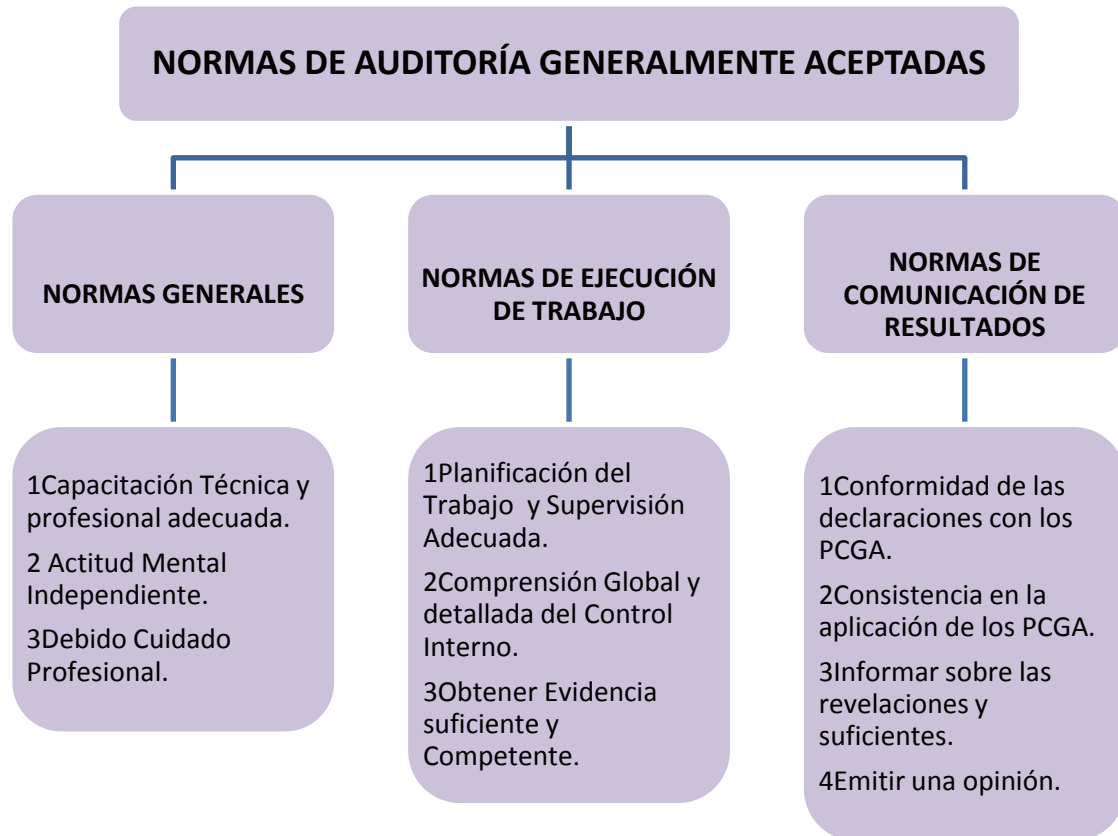 NORMAS DE AUDITORÍA GENERALMENTE ACEPTADAS
NORMAS GENERALES
1Capacitación Técnica y
profesional adecuada.
2 Actitud Mental
Independiente.
3Debido Cuidado
Profesional.
NORMAS DE EJECUCIÓN
DE TRABAJO
1Planificación del
Trabajo y Supervisión
Adecuada.
2Comprensión Global y
detallada del Control
Interno.
3Obtener Evidencia
suficiente y
Competente.
NORMAS DE
COMUNICACIÓN DE
RESULTADOS
1Conformidad de las
declaraciones con los
PCGA.
2Consistencia en la
aplicación de los PCGA.
3Informar sobre las
revelaciones y
suficientes.
4Emitir una opinión.